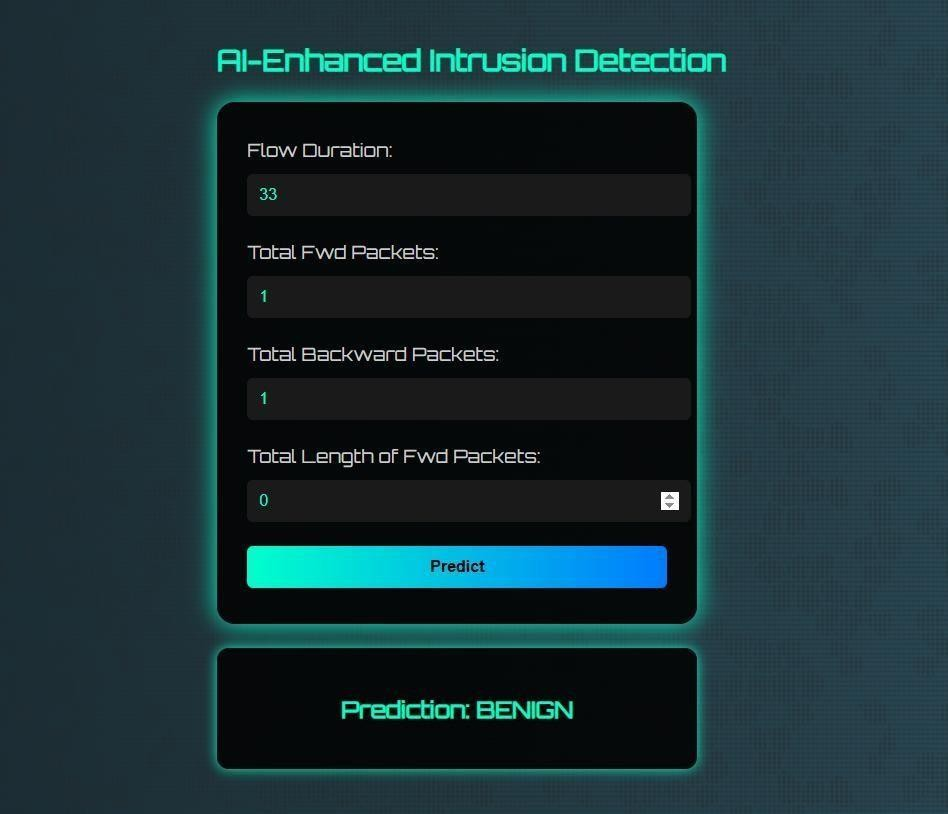 AI-Enhanced Intrusion Detection
Flow Duration:
33
Total Fwd Packets:
1
Total Backward Packets:
1
Total Length of Fwd Packets:
0
Predict
Prediction: BENIGN